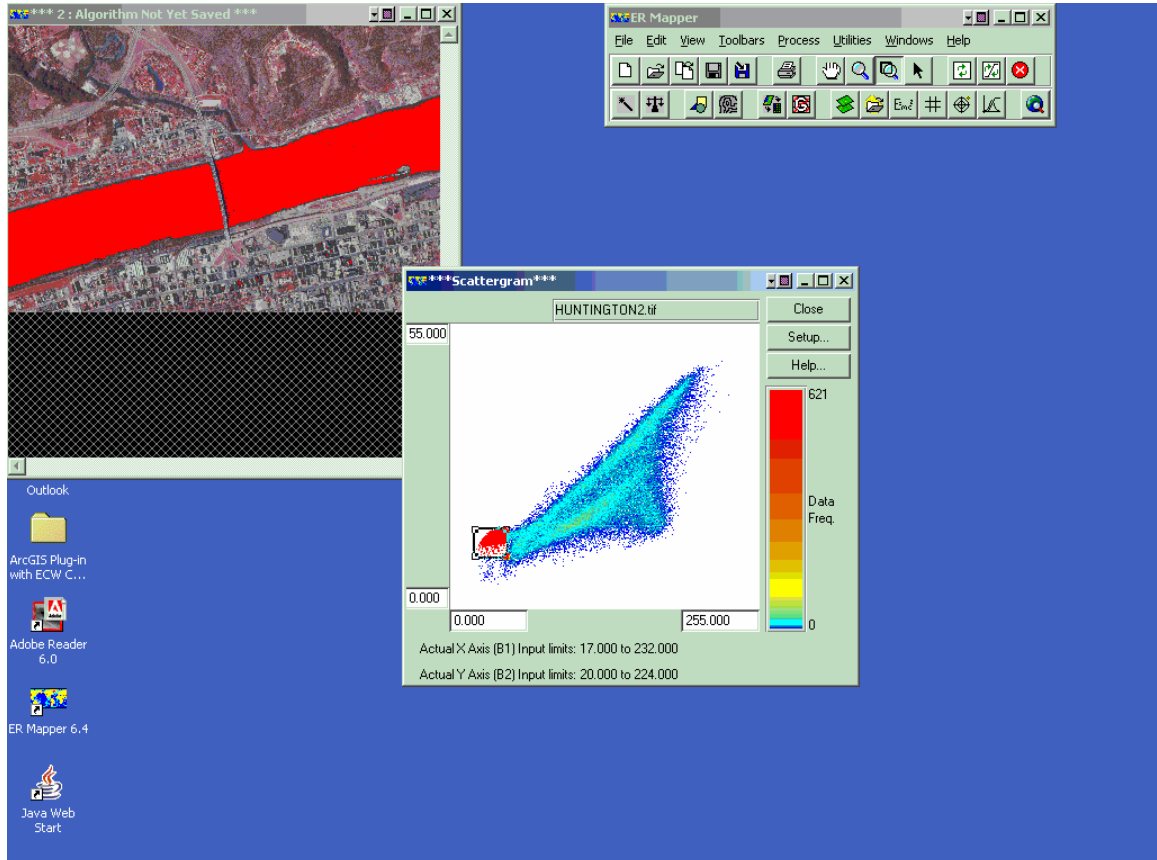 *** 2 : Algorithm Not Yet Saved ***
ER Mapper
File Edit View Toolbars Process Utilities Windows Help
***Scattergram***
HUNTINGTON2.tif
Close
55.000
Setup...
Help...
621
Data
Freq.
0.000
0.000
255.000
0
Actual X Axis (B1) Input limits: 17.000 to 232.000
Actual Y Axis (B2) Input limits: 20.000 to 224.000
Outlook
ArcGIS Plug-in
with ECW C...
Adobe Reader
6.0
ER Mapper 6.4
Java Web
Start